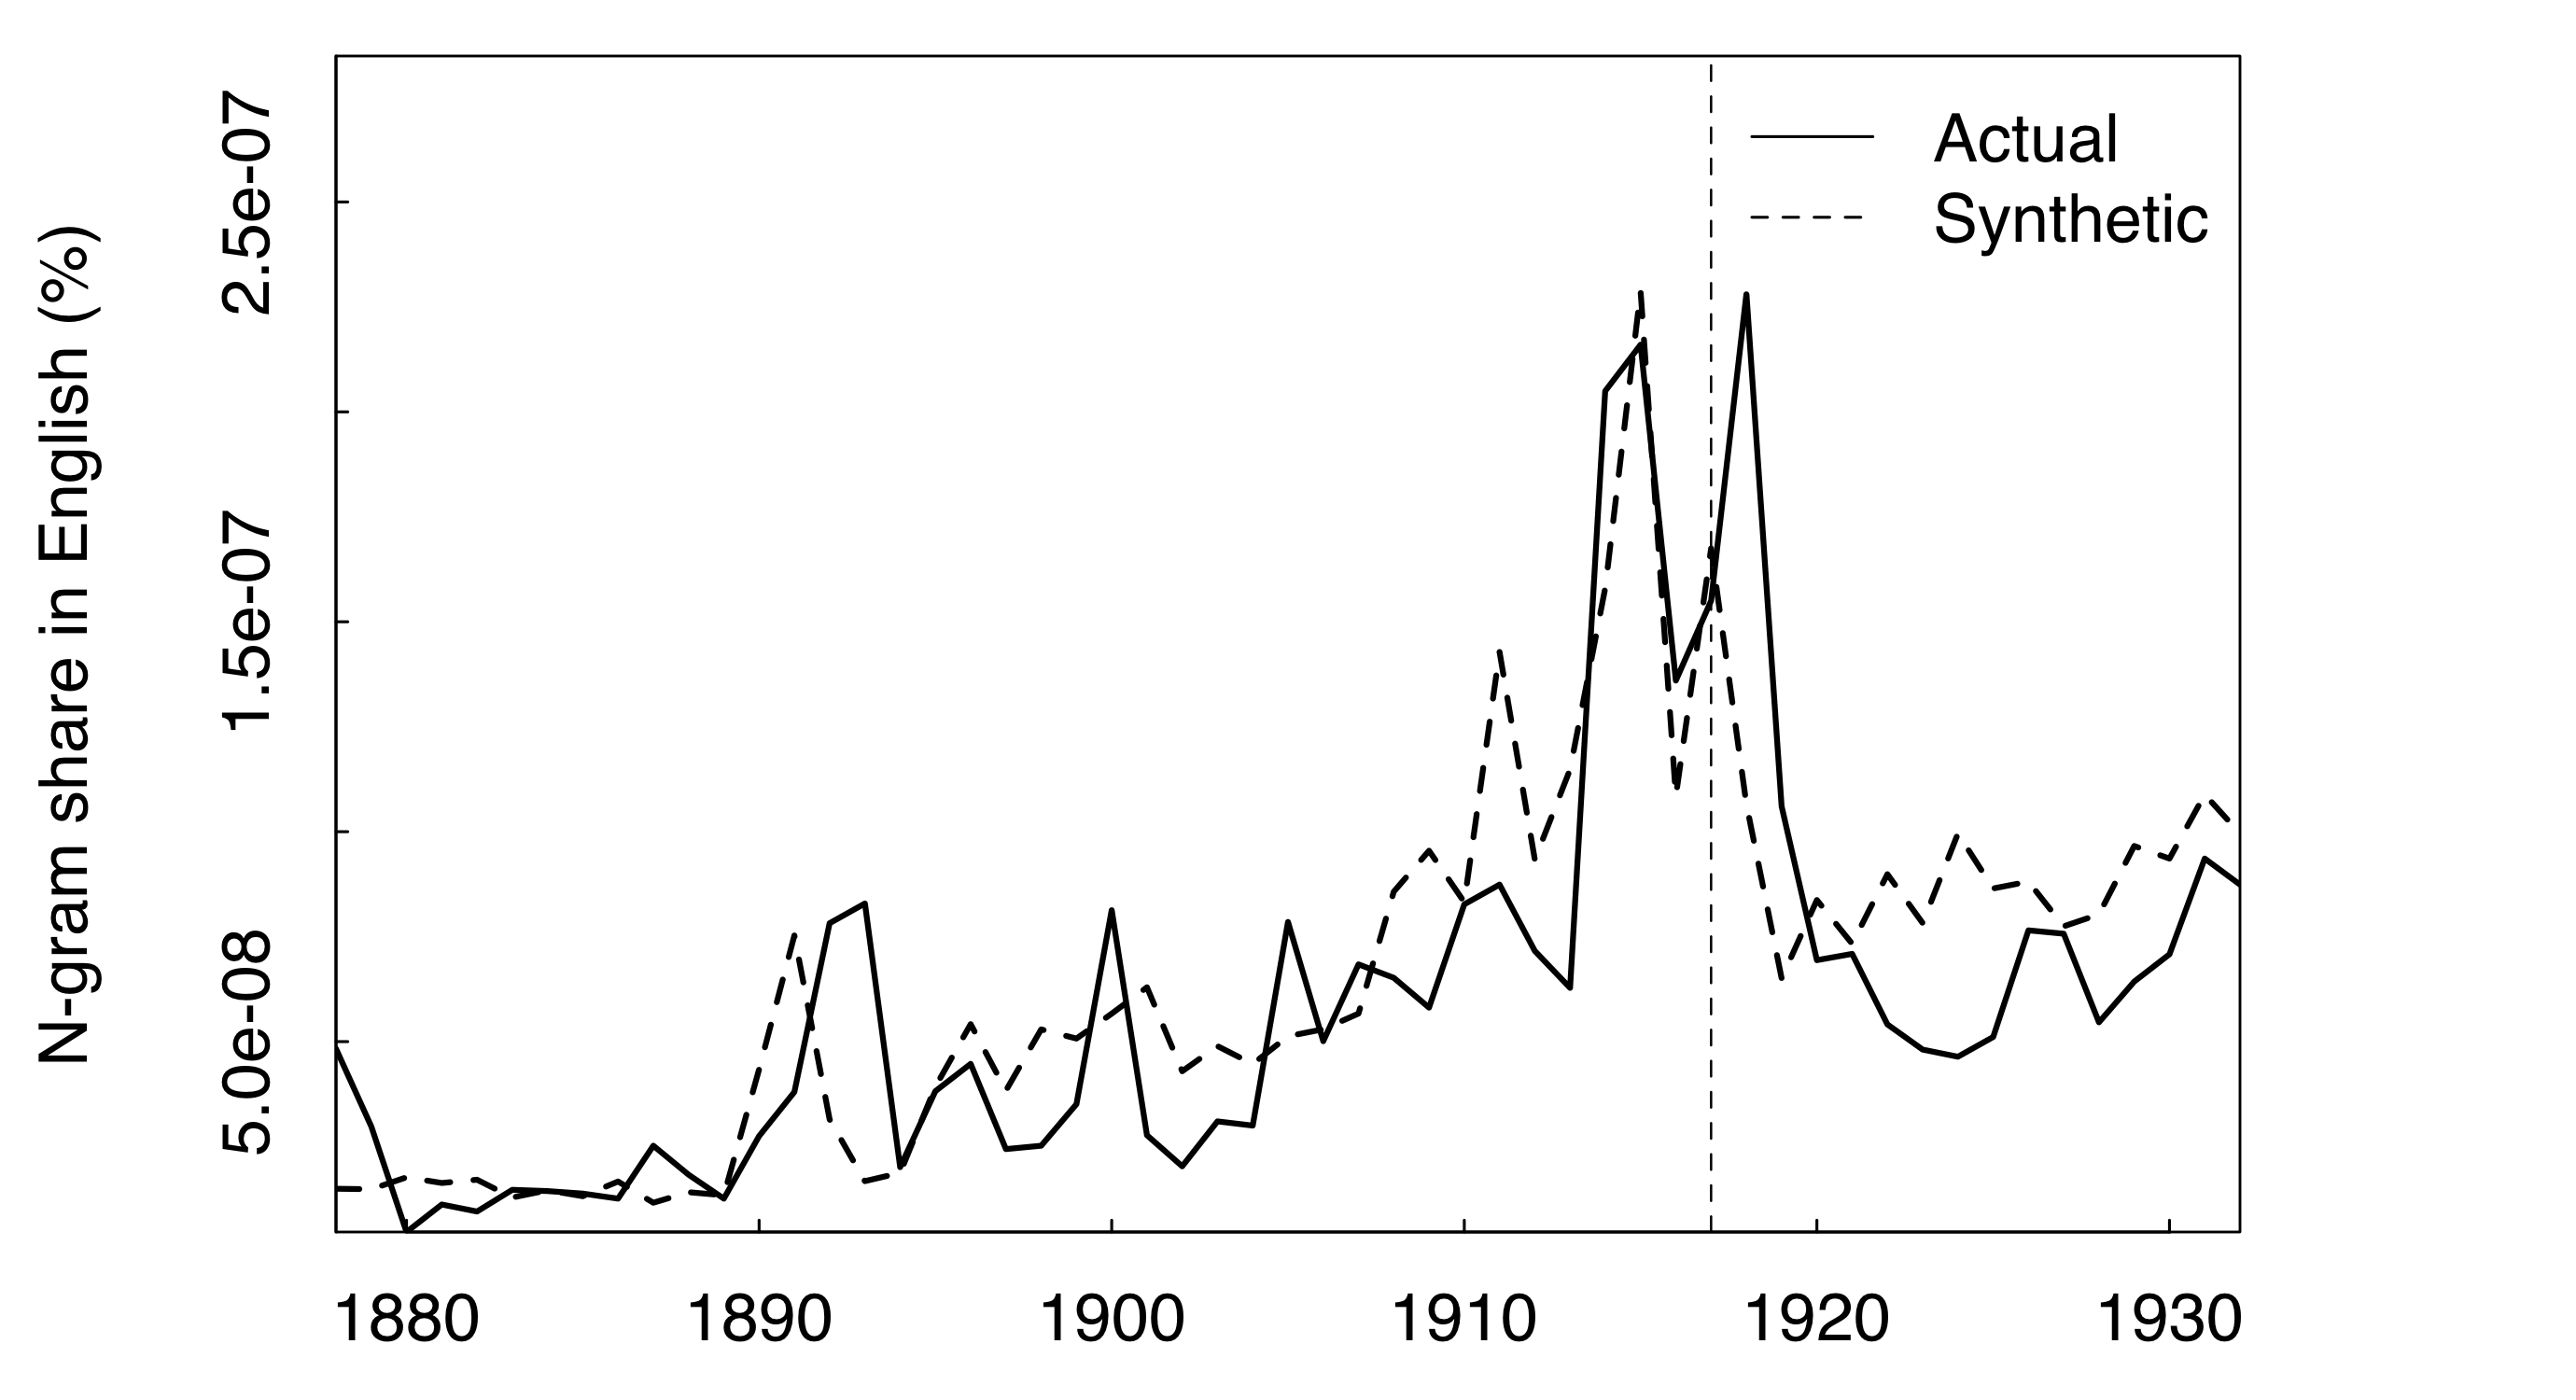 N-gram share in English (%)
2.5e-07
1.5e-07
5.0e-08
Actual
Synthetic
1880 1890 1900 1910 1920 1930